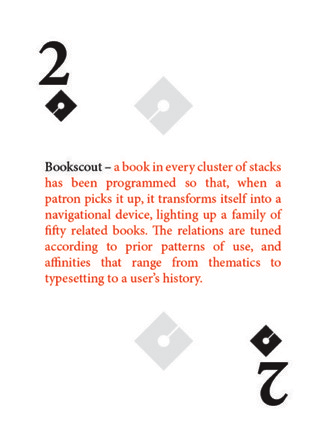 2
Bookscout – a book in every cluster of stacks
has been programmed so that, when a
patron picks it up, it transforms itself into a
navigational device, lighting up a family of
fifty related books. The relations are tuned
according to prior patterns of use, and
affinities that range from thematics to
typesetting to a user's history.
2